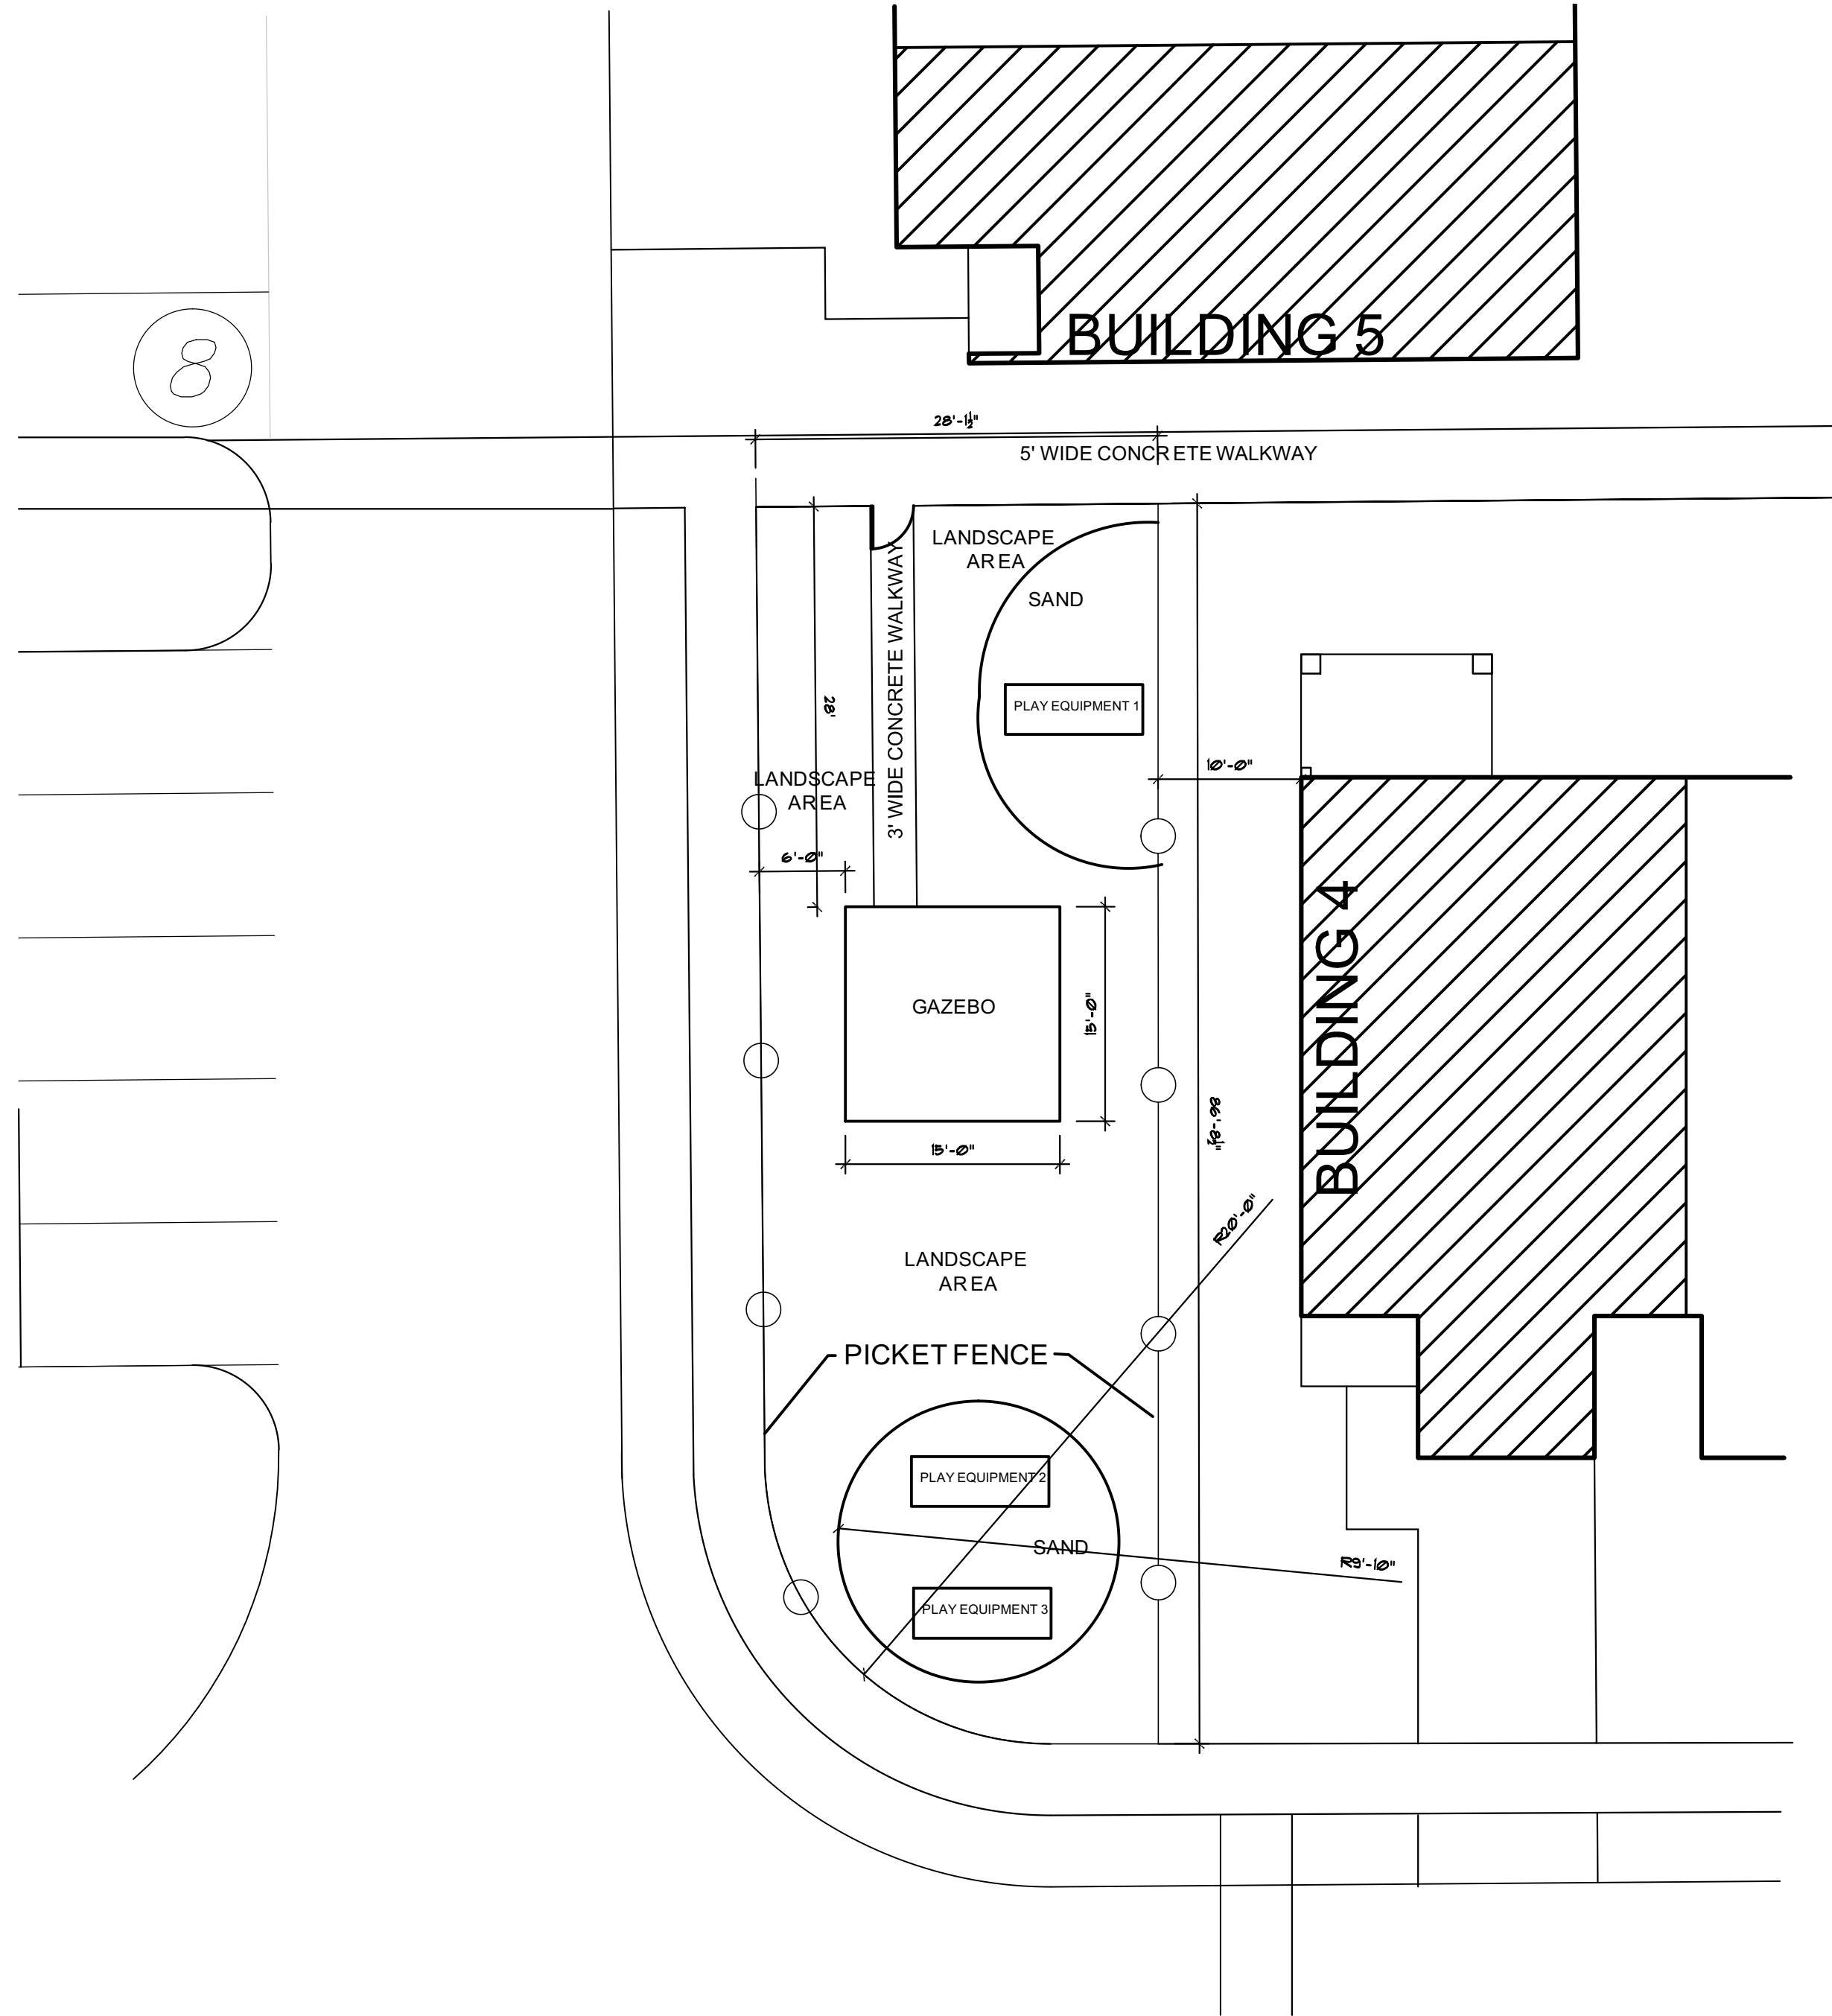 BUILDING 5
8
28'-1½"
5' WIDE CONCRETE WALKWAY
LANDSCAPE
AREA
SAND
3' WIDE CONCRETE WALKWAY
28'
PLAY EQUIPMENT 1
10'-0"
LANDSCAPE
AREA
6'-0"
BUILDING 4
GAZEBO
15'-0"
15'-0"
86'-8½"
R20'-0"
LANDSCAPE
AREA
PICKET FENCE
PLAY EQUIPMENT 2
SAND
R9'-10"
PLAY EQUIPMENT 3